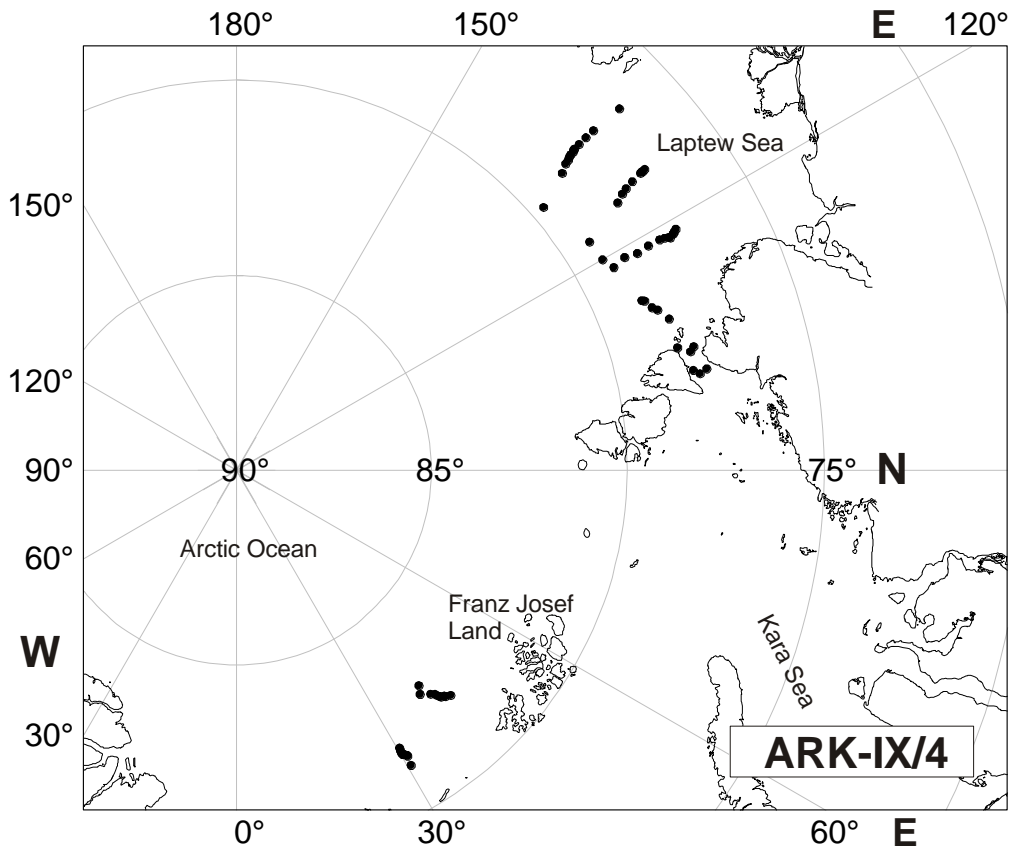 180°
150°
E
120°
Laptew Sea
150°
120°
90°
90°
85°
75°
N
Arctic Ocean
60°
Franz Josef
Land
Kara Sea
W
30°
ARK-IX/4
0°
30°
60°
E